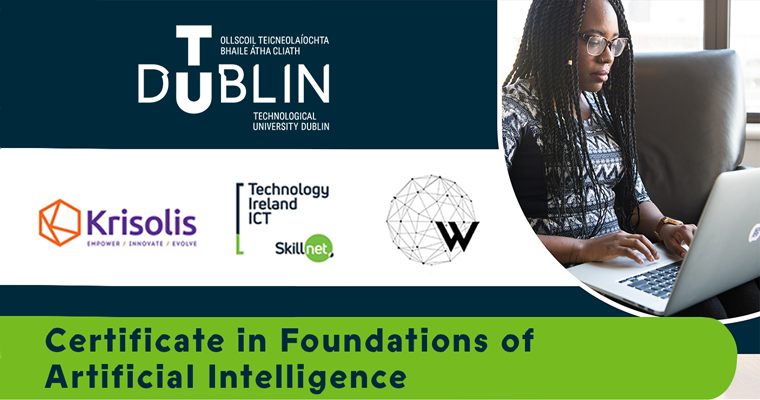 OLLSCOIL TEICNEOLAÍOCHTA
BHAILE ÁTHA CLIATH
TU DUBLIN
TECHNOLOGICAL
UNIVERSITY DUBLIN
Krisolis
EMPOWER / INNOVATE / EVOLVE
Technology
Ireland
ICT
Skillnet
W
Certificate in Foundations of
Artificial Intelligence